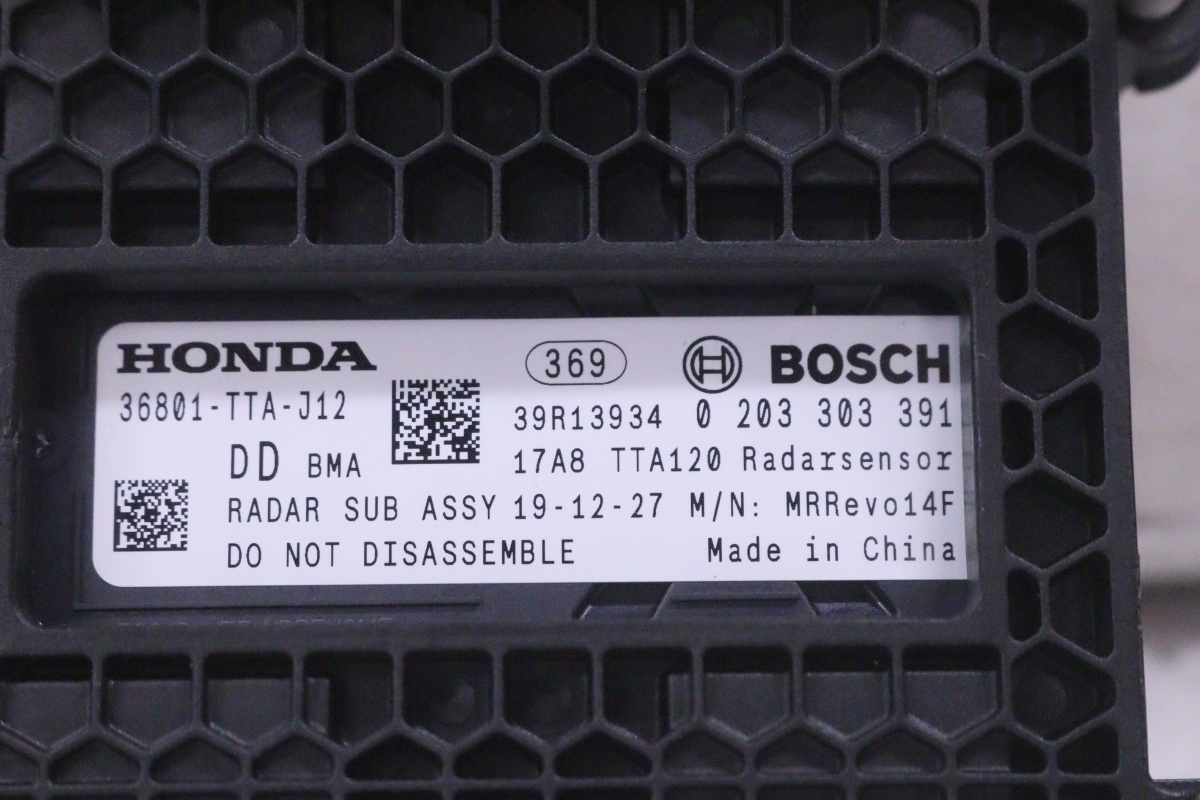 HONDA
369
BOSCH
36801-TTA-J12
39R13934 0 203 303 391
DD BMA
17A8 TTA120 Radarsensor
RADAR SUB ASSY
19-12-27 M/N: MRRevo14F
DO NOT DISASSEMBLE
Made in China